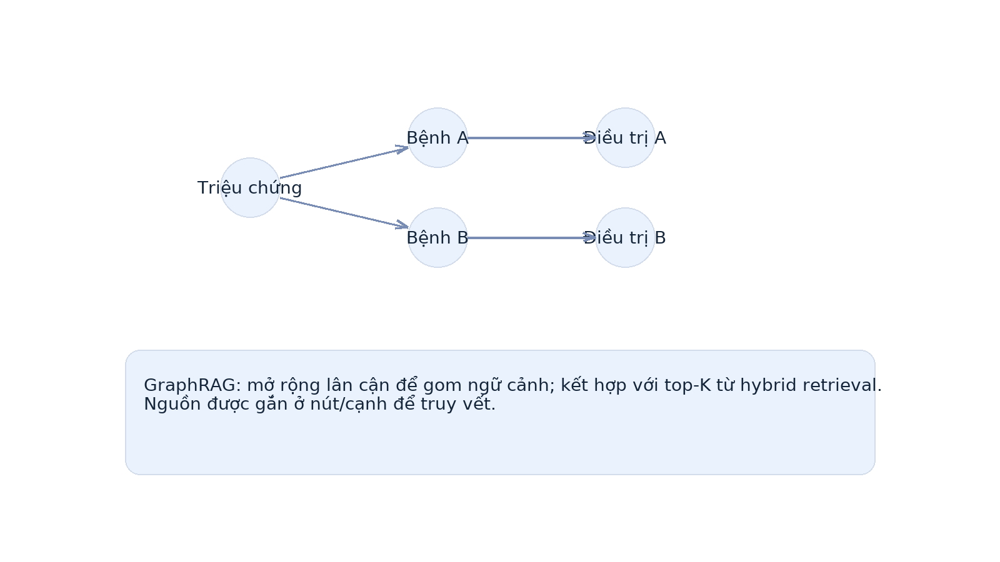 Bệnh A
Điều trị A
Triệu chứng
Bệnh B
Điều trị B
GraphRAG: mở rộng lân cận để gom ngữ cảnh; kết hợp với top-K từ hybrid retrieval.
Nguồn được gắn ở nút/cạnh để truy vết.